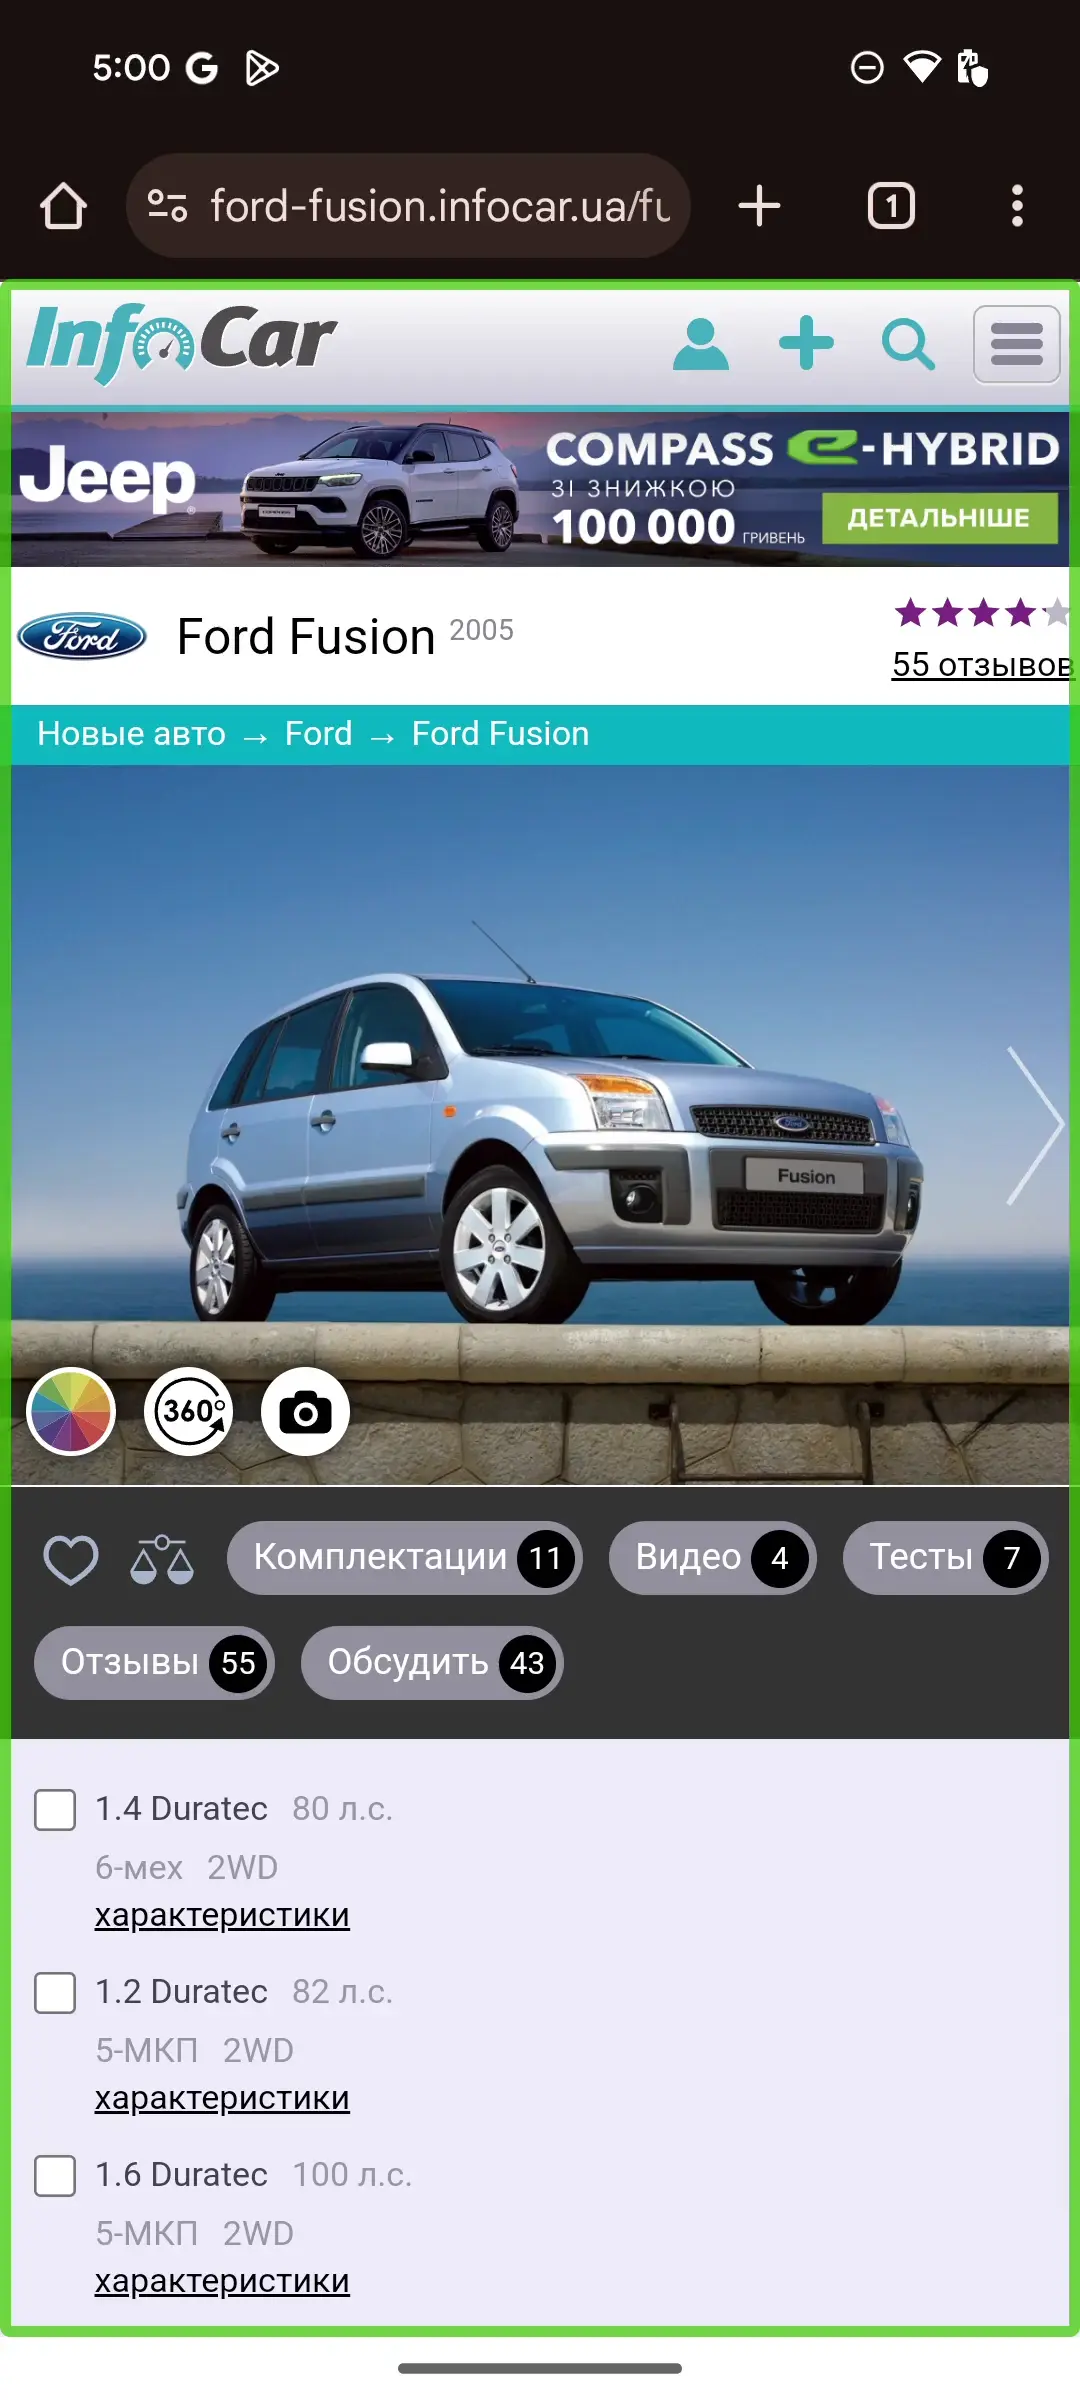 5:00
ford-fusion.infocar.ua/fu
1
InfoCar
Jeep
COMPASS e-HYBRID
ЗІ ЗНИЖКОЮ
100 000 ГРИВЕНЬ
ДЕТАЛЬНІШЕ
Ford
Ford Fusion 2005
55 отзывов
Новые авто → Ford → Ford Fusion
Ford
Fusion
360°
Комплектации 11
Видео 4
Тесты 7
Отзывы 55
Обсудить 43
1.4 Duratec 80 л.с.
6-мех 2WD
характеристики
1.2 Duratec 82 л.с.
5-МКП 2WD
характеристики
1.6 Duratec 100 л.с.
5-МКП 2WD
характеристики